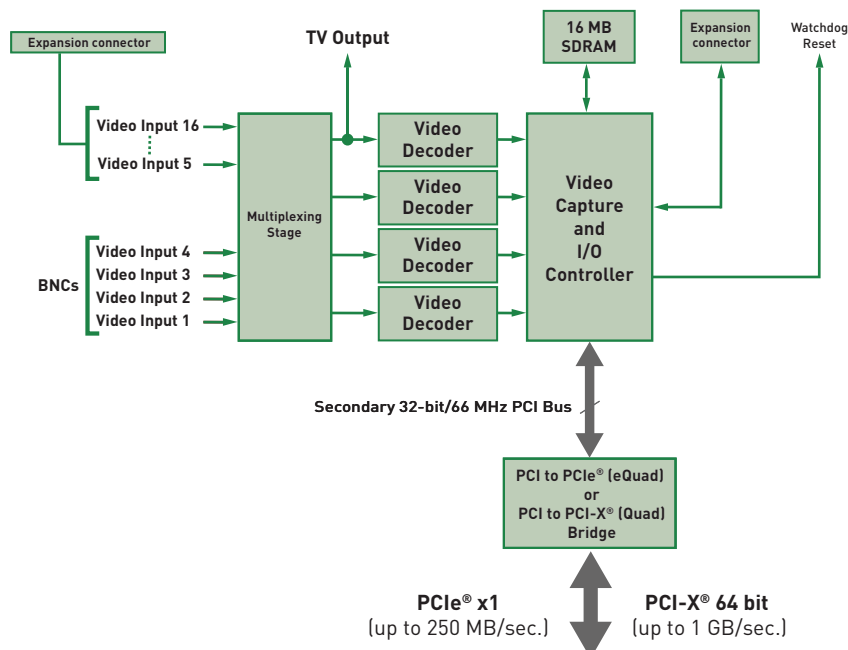 Expansion connector
TV Output
16 MB
SDRAM
Expansion
connector
Watchdog
Reset
Video Input 16
Video Input 5
Multiplexing
Stage
Video
Decoder
Video
Decoder
Video
Decoder
Video
Decoder
Video
Capture
and
I/O
Controller
BNCs
Video Input 4
Video Input 3
Video Input 2
Video Input 1
Secondary 32-bit/66 MHz PCI Bus
PCI to PCIe® (eQuad)
or
PCI to PCI-X® (Quad)
Bridge
PCIe® x1
(up to 250 MB/sec.)
PCI-X® 64 bit
(up to 1 GB/sec.)